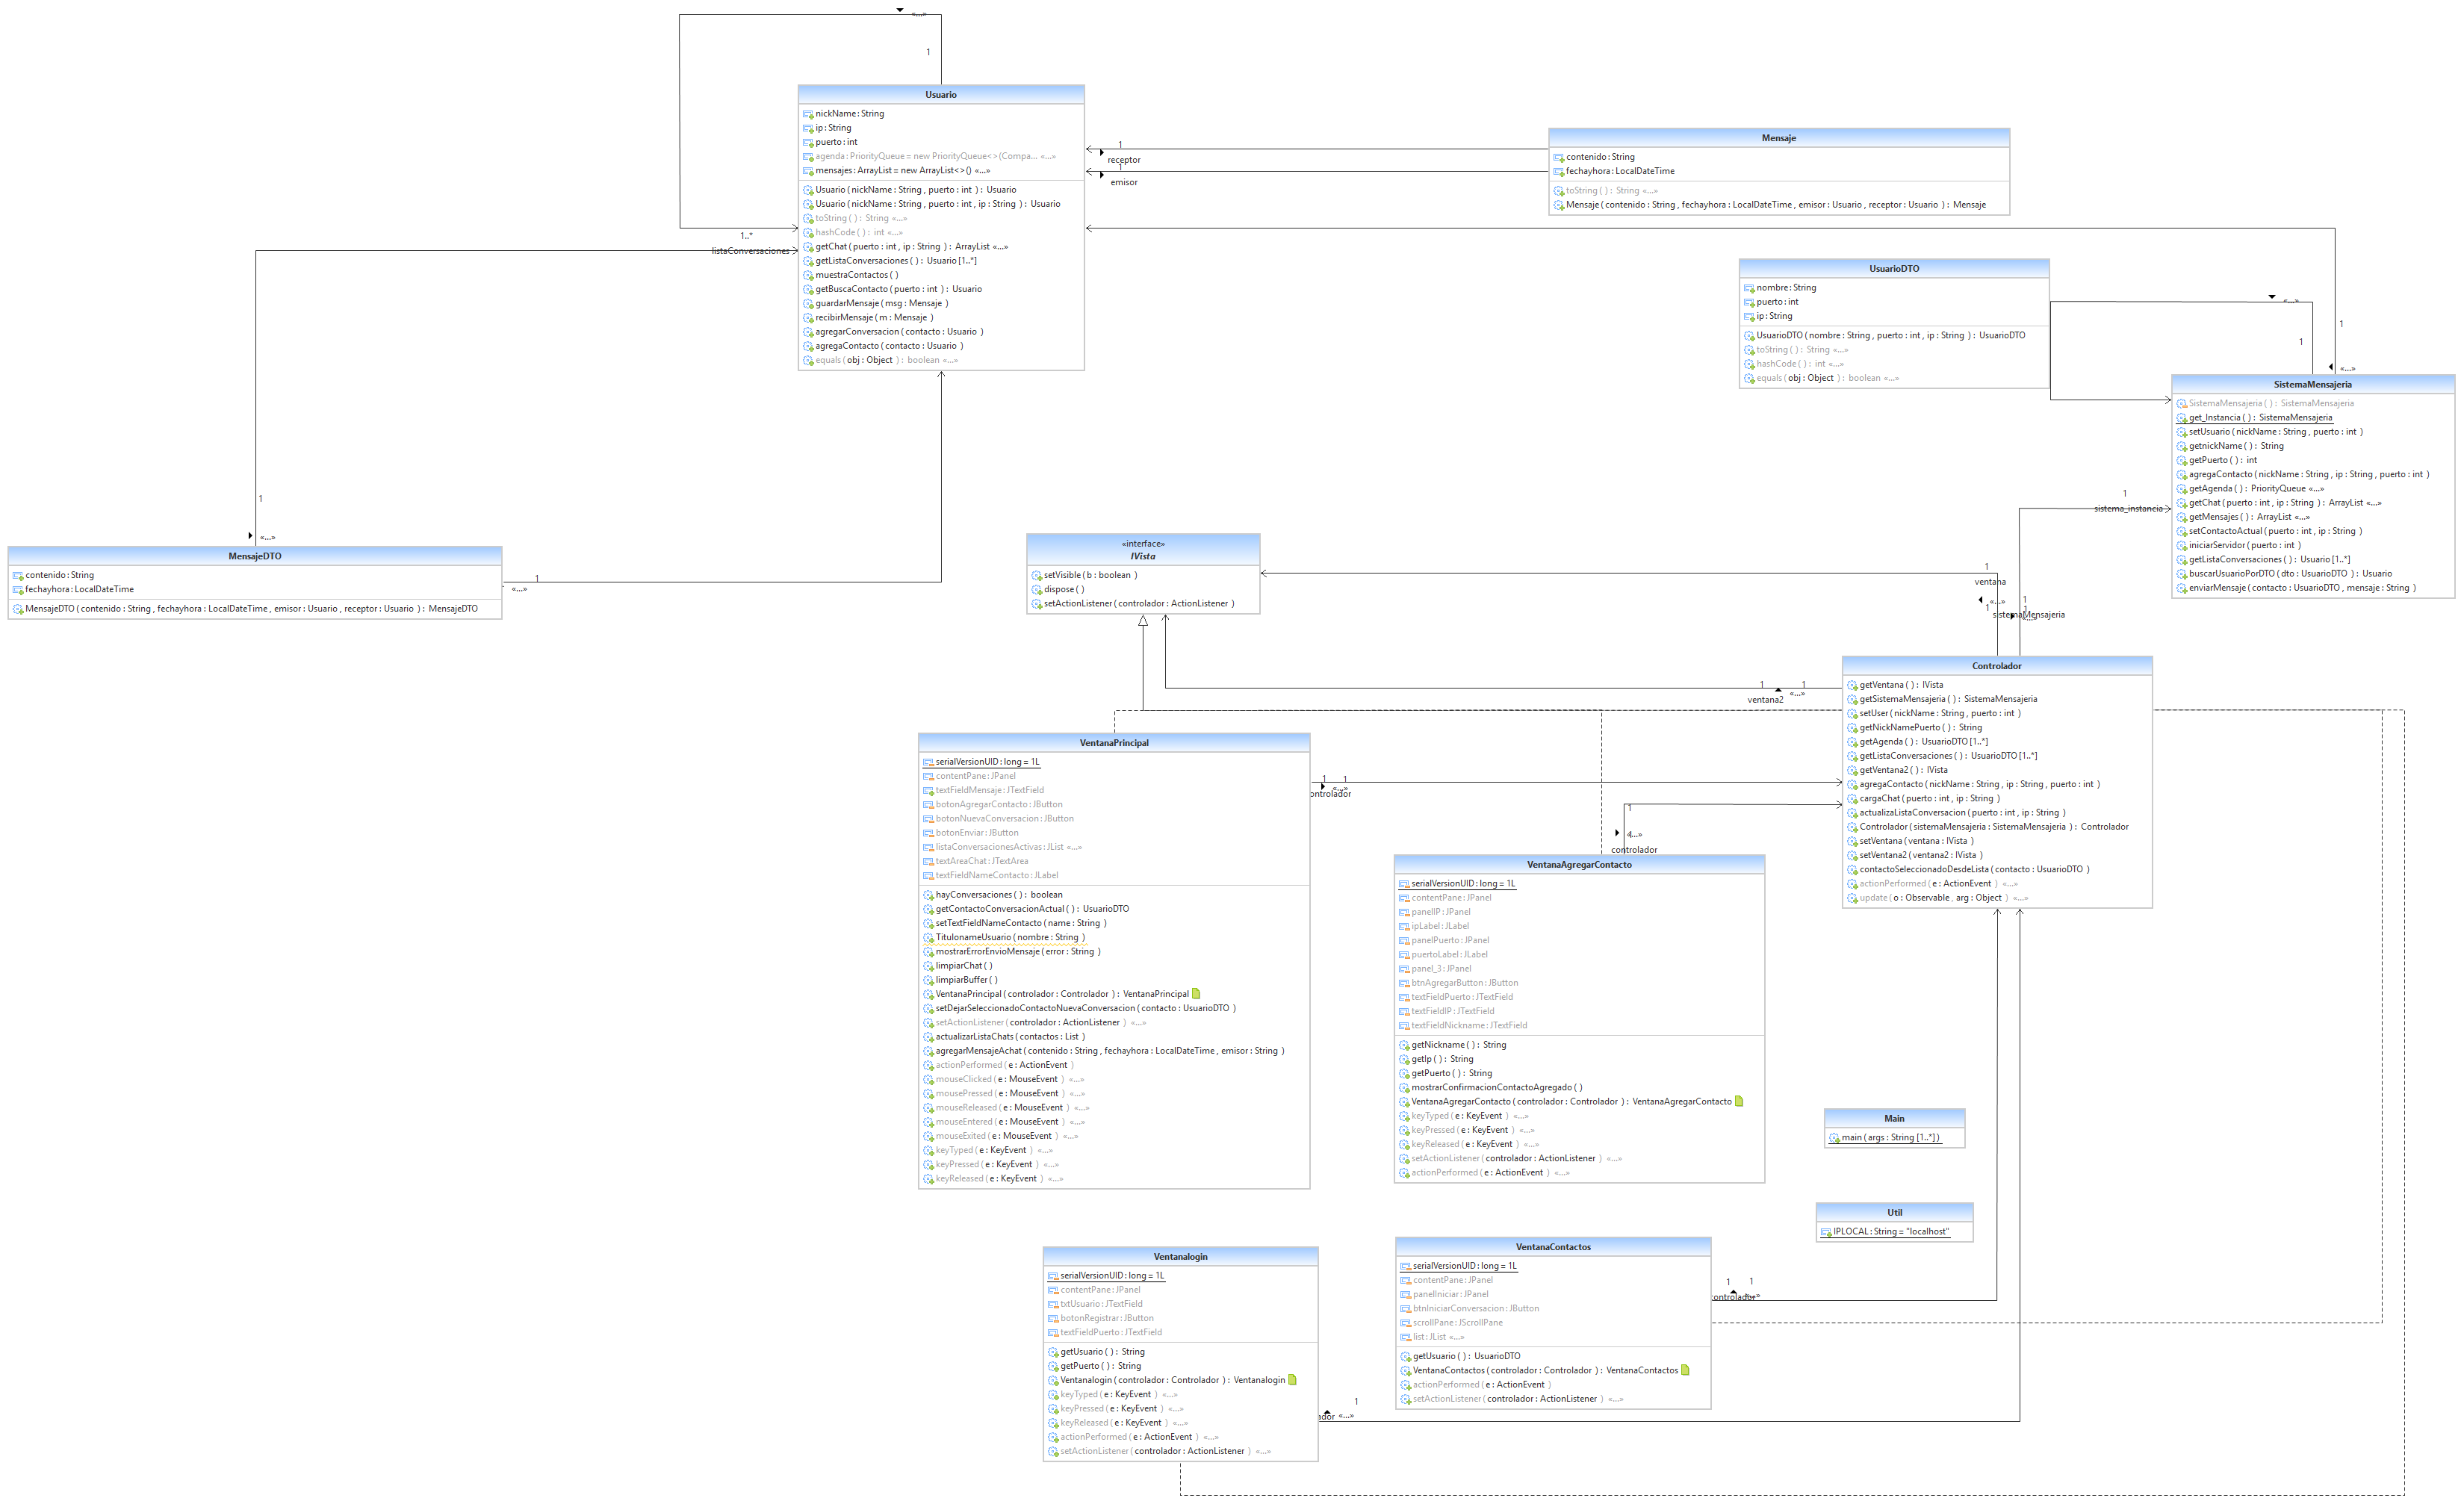 «...»
1
Usuario
nickName : String
ip : String
puerto : int
agenda : PriorityQueue = new PriorityQueue<>(Compa... «...»
mensajes : ArrayList = new ArrayList<>() «...»
Usuario ( nickName : String , puerto : int ) : Usuario
Usuario ( nickName : String , puerto : int , ip : String ) : Usuario
toString ( ) : String «...»
hashCode ( ) : int «...»
getChat ( puerto : int , ip : String ) : ArrayList «...»
getListaConversaciones ( ) : Usuario [1..*]
muestraContactos ( )
getBuscaContacto ( puerto : int ) : Usuario
guardarMensaje ( msg : Mensaje )
recibirMensaje ( m : Mensaje )
agregarConversacion ( contacto : Usuario )
agregaContacto ( contacto : Usuario )
equals ( obj : Object ) : boolean «...»
1..*
listaConversaciones
1
receptor
1
emisor
Mensaje
contenido : String
fechayhora : LocalDateTime
toString ( ) : String «...»
Mensaje ( contenido : String , fechayhora : LocalDateTime , emisor : Usuario , receptor : Usuario ) : Mensaje
UsuarioDTO
nombre : String
puerto : int
ip : String
UsuarioDTO ( nombre : String , puerto : int , ip : String ) : UsuarioDTO
toString ( ) : String «...»
hashCode ( ) : int «...»
equals ( obj : Object ) : boolean «...»
«...»
1
1
«...»
SistemaMensajeria
SistemaMensajeria ( ) : SistemaMensajeria
get_Instancia ( ) : SistemaMensajeria
setUsuario ( nickName : String , puerto : int )
getnickName ( ) : String
getPuerto ( ) : int
agregaContacto ( nickName : String , ip : String , puerto : int )
getAgenda ( ) : PriorityQueue «...»
getChat ( puerto : int , ip : String ) : ArrayList «...»
getMensajes ( ) : ArrayList «...»
setContactoActual ( puerto : int , ip : String )
iniciarServidor ( puerto : int )
getListaConversaciones ( ) : Usuario [1..*]
buscarUsuarioPorDTO ( dto : UsuarioDTO ) : Usuario
enviarMensaje ( contacto : UsuarioDTO , mensaje : String )
1
sistema_instancia
1
«...»
MensajeDTO
contenido : String
fechayhora : LocalDateTime
MensajeDTO ( contenido : String , fechayhora : LocalDateTime , emisor : Usuario , receptor : Usuario ) : MensajeDTO
1
«...»
«interface»
IVista
setVisible ( b : boolean )
dispose ( )
setActionListener ( controlador : ActionListener )
1
ventana
«...»
1
1
1
sistemaMensajeria
«...»
1
1
ventana2
«...»
Controlador
getVentana ( ) : IVista
getSistemaMensajeria ( ) : SistemaMensajeria
setUser ( nickName : String , puerto : int )
getNickNamePuerto ( ) : String
getAgenda ( ) : UsuarioDTO [1..*]
getListaConversaciones ( ) : UsuarioDTO [1..*]
getVentana2 ( ) : IVista
agregaContacto ( nickName : String , ip : String , puerto : int )
cargaChat ( puerto : int , ip : String )
actualizaListaConversacion ( puerto : int , ip : String )
Controlador ( sistemaMensajeria : SistemaMensajeria ) : Controlador
setVentana ( ventana : IVista )
setVentana2 ( ventana2 : IVista )
contactoSeleccionadoDesdeLista ( contacto : UsuarioDTO )
actionPerformed ( e : ActionEvent ) «...»
update ( o : Observable , arg : Object ) «...»
VentanaPrincipal
serialVersionUID : long = 1L
contentPane : JPanel
textFieldMensaje : JTextField
botonAgregarContacto : JButton
botonNuevaConversacion : JButton
botonEnviar : JButton
listaConversacionesActivas : JList «...»
textAreaChat : JTextArea
textFieldNameContacto : JLabel
hayConversaciones ( ) : boolean
getContactoConversacionActual ( ) : UsuarioDTO
setTextFieldNameContacto ( name : String )
TitulonameUsuario ( nombre : String )
mostrarErrorEnvioMensaje ( error : String )
limpiarChat ( )
limpiarBuffer ( )
VentanaPrincipal ( controlador : Controlador ) : VentanaPrincipal
setDejarSeleccionadoContactoNuevaConversacion ( contacto : UsuarioDTO )
setActionListener ( controlador : ActionListener ) «...»
actualizarListaChats ( contactos : List )
agregarMensajeAchat ( contenido : String , fechayhora : LocalDateTime , emisor : String )
actionPerformed ( e : ActionEvent )
mouseClicked ( e : MouseEvent ) «...»
mousePressed ( e : MouseEvent ) «...»
mouseReleased ( e : MouseEvent ) «...»
mouseEntered ( e : MouseEvent ) «...»
mouseExited ( e : MouseEvent ) «...»
keyTyped ( e : KeyEvent ) «...»
keyPressed ( e : KeyEvent ) «...»
keyReleased ( e : KeyEvent ) «...»
1
1
«...»
ontrolador
1
«...»
controlador
VentanaAgregarContacto
serialVersionUID : long = 1L
contentPane : JPanel
panelIP : JPanel
ipLabel : JLabel
panelPuerto : JPanel
puertoLabel : JLabel
panel_3 : JPanel
btnAgregarButton : JButton
textFieldPuerto : JTextField
textFieldIP : JTextField
textFieldNickname : JTextField
getNickname ( ) : String
getIp ( ) : String
getPuerto ( ) : String
mostrarConfirmacionContactoAgregado ( )
VentanaAgregarContacto ( controlador : Controlador ) : VentanaAgregarContacto
keyTyped ( e : KeyEvent ) «...»
keyPressed ( e : KeyEvent ) «...»
keyReleased ( e : KeyEvent ) «...»
setActionListener ( controlador : ActionListener ) «...»
actionPerformed ( e : ActionEvent ) «...»
Main
main ( args : String [1..*] )
Util
IPLOCAL : String = "localhost"
Ventanalogin
serialVersionUID : long = 1L
contentPane : JPanel
txtUsuario : JTextField
botonRegistrar : JButton
textFieldPuerto : JTextField
getUsuario ( ) : String
getPuerto ( ) : String
Ventanalogin ( controlador : Controlador ) : Ventanalogin
keyTyped ( e : KeyEvent ) «...»
keyPressed ( e : KeyEvent ) «...»
keyReleased ( e : KeyEvent ) «...»
actionPerformed ( e : ActionEvent ) «...»
setActionListener ( controlador : ActionListener ) «...»
VentanaContactos
serialVersionUID : long = 1L
contentPane : JPanel
panelIniciar : JPanel
btnIniciarConversacion : JButton
scrollPane : JScrollPane
list : JList «...»
getUsuario ( ) : UsuarioDTO
VentanaContactos ( controlador : Controlador ) : VentanaContactos
actionPerformed ( e : ActionEvent )
setActionListener ( controlador : ActionListener ) «...»
1
1
ontrolador
«...»
1
ador
«...»